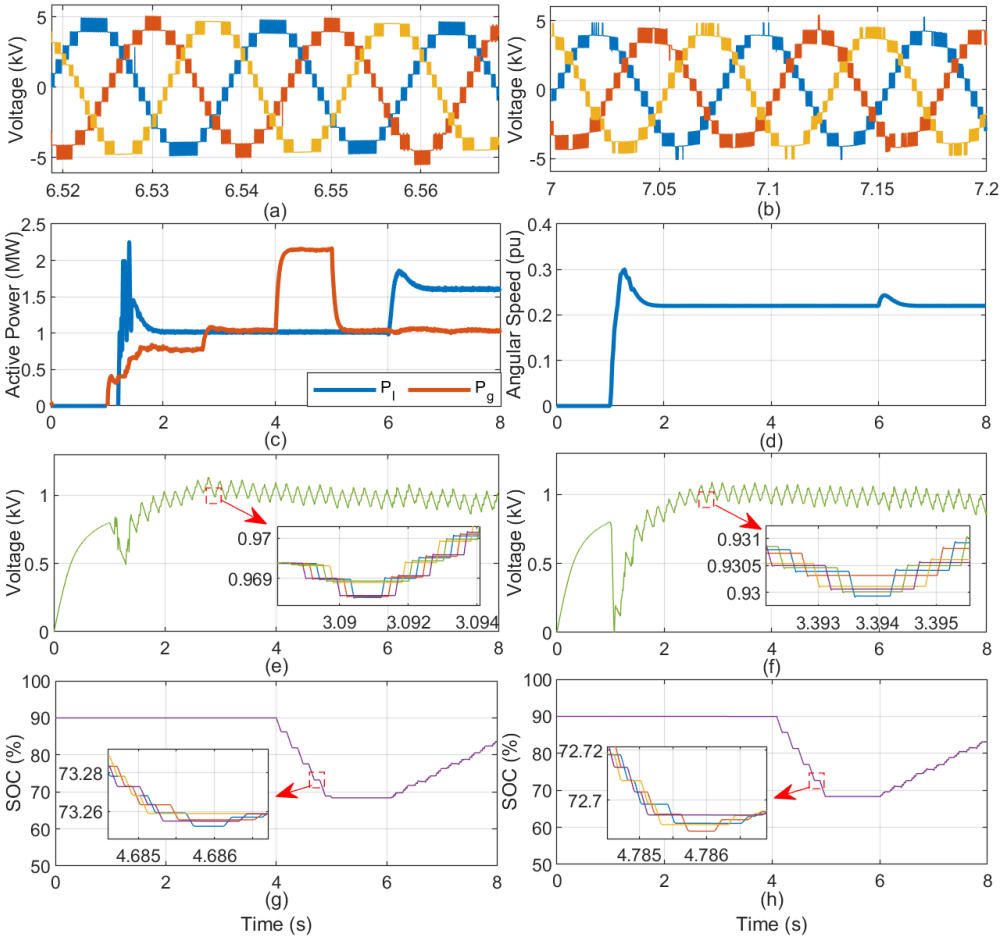 5
0
-5
Voltage (kV)
6.52 6.53 6.54 6.55 6.56
(a)
5
0
-5
Voltage (kV)
7 7.05 7.1 7.15 7.2
(b)
2.5
2
1.5
1
0.5
0
Active Power (MW)
P_l P_g
0 2 4 6 8
(c)
0.4
0.3
0.2
0.1
0
Angular Speed (pu)
0 2 4 6 8
(d)
1
0.5
0
Voltage (kV)
0.97
0.969
3.09 3.092 3.094
0 2 4 6 8
(e)
1
0.5
0
Voltage (kV)
0.931
0.9305
0.93
3.393 3.394 3.395
0 2 4 6 8
(f)
100
90
80
70
60
50
SOC (%)
73.28
73.26
4.685 4.686
0 2 4 6 8
(g)
Time (s)
100
90
80
70
60
50
SOC (%)
72.72
72.7
4.785 4.786
0 2 4 6 8
(h)
Time (s)